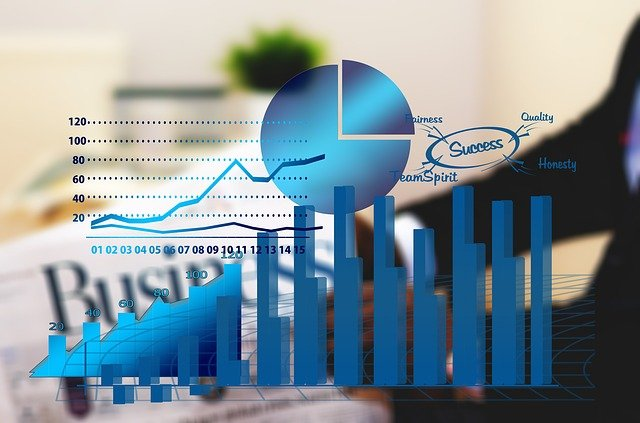 Fairness
Quality
Success
Honesty
TeamSpirit
120
100
80
60
40
20
01 02 03 04 05 06 07 08 09 10 11 12 13 14 15
Business
20 40 60 80 100 120